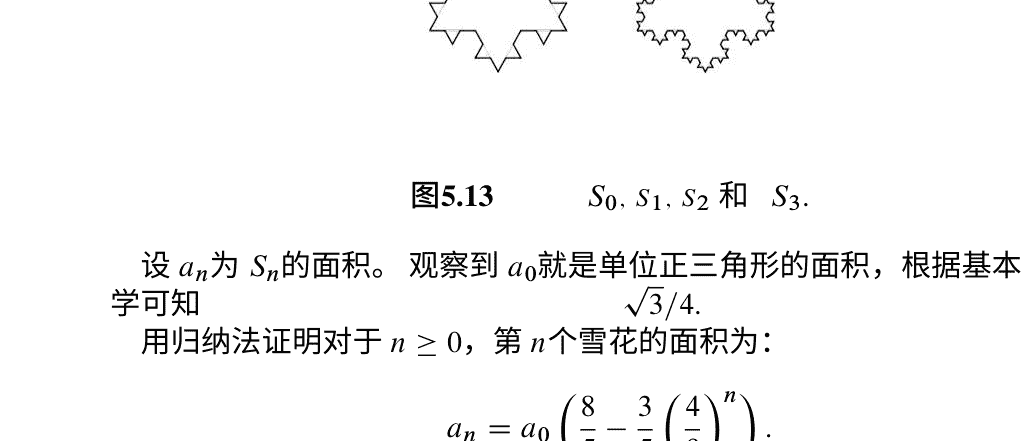 图5.13 S₀, S₁, S₂ 和 S₃.
设 aₙ为 Sₙ的面积。 观察到 a₀就是单位正三角形的面积，根据基本
学可知 √3/4.
用归纳法证明对于 n ≥ 0，第 n个雪花的面积为：
aₙ = a₀ (8/ − 3/ (4/ )ⁿ).